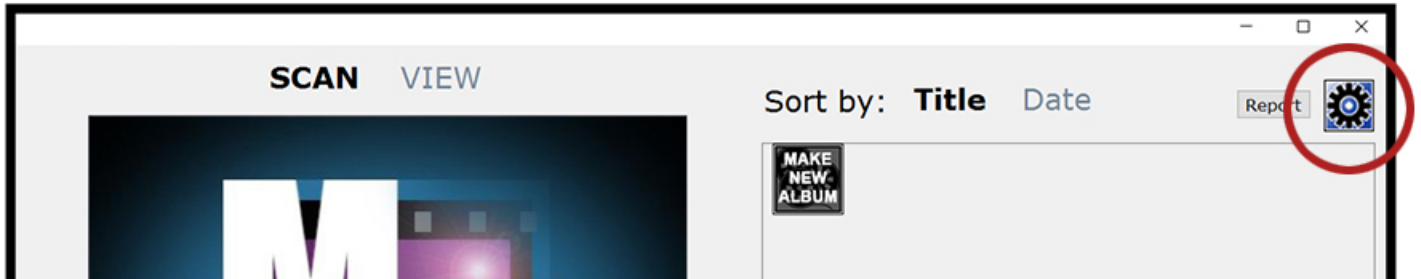 SCAN VIEW
Sort by: Title Date
Report
MAKE
NEW
ALBUM
M